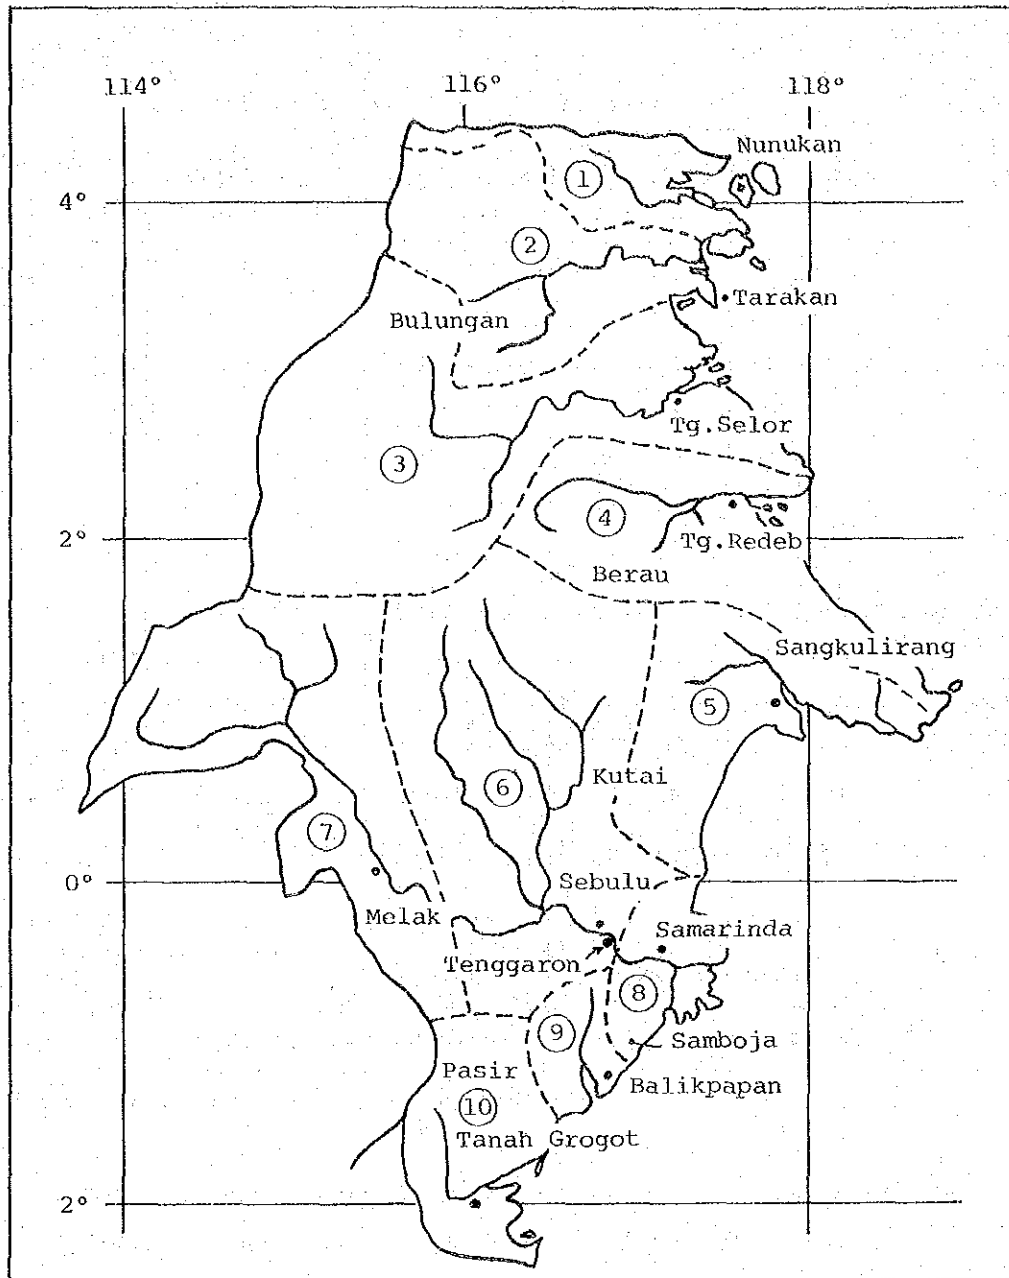 114° 116° 118°
Nunukan
①
4°
②
Tarakan
Bulungan
Tg.Selor
③
④
2°
Tg.Redeb
Berau
Sangkulirang
⑤
Kutai
⑥
⑦
0°
Sebulu
Melak
Samarinda
Tenggaron
⑧
⑨
Samboja
Pasir
Balikpapan
⑩
Tanah Grogot
2°